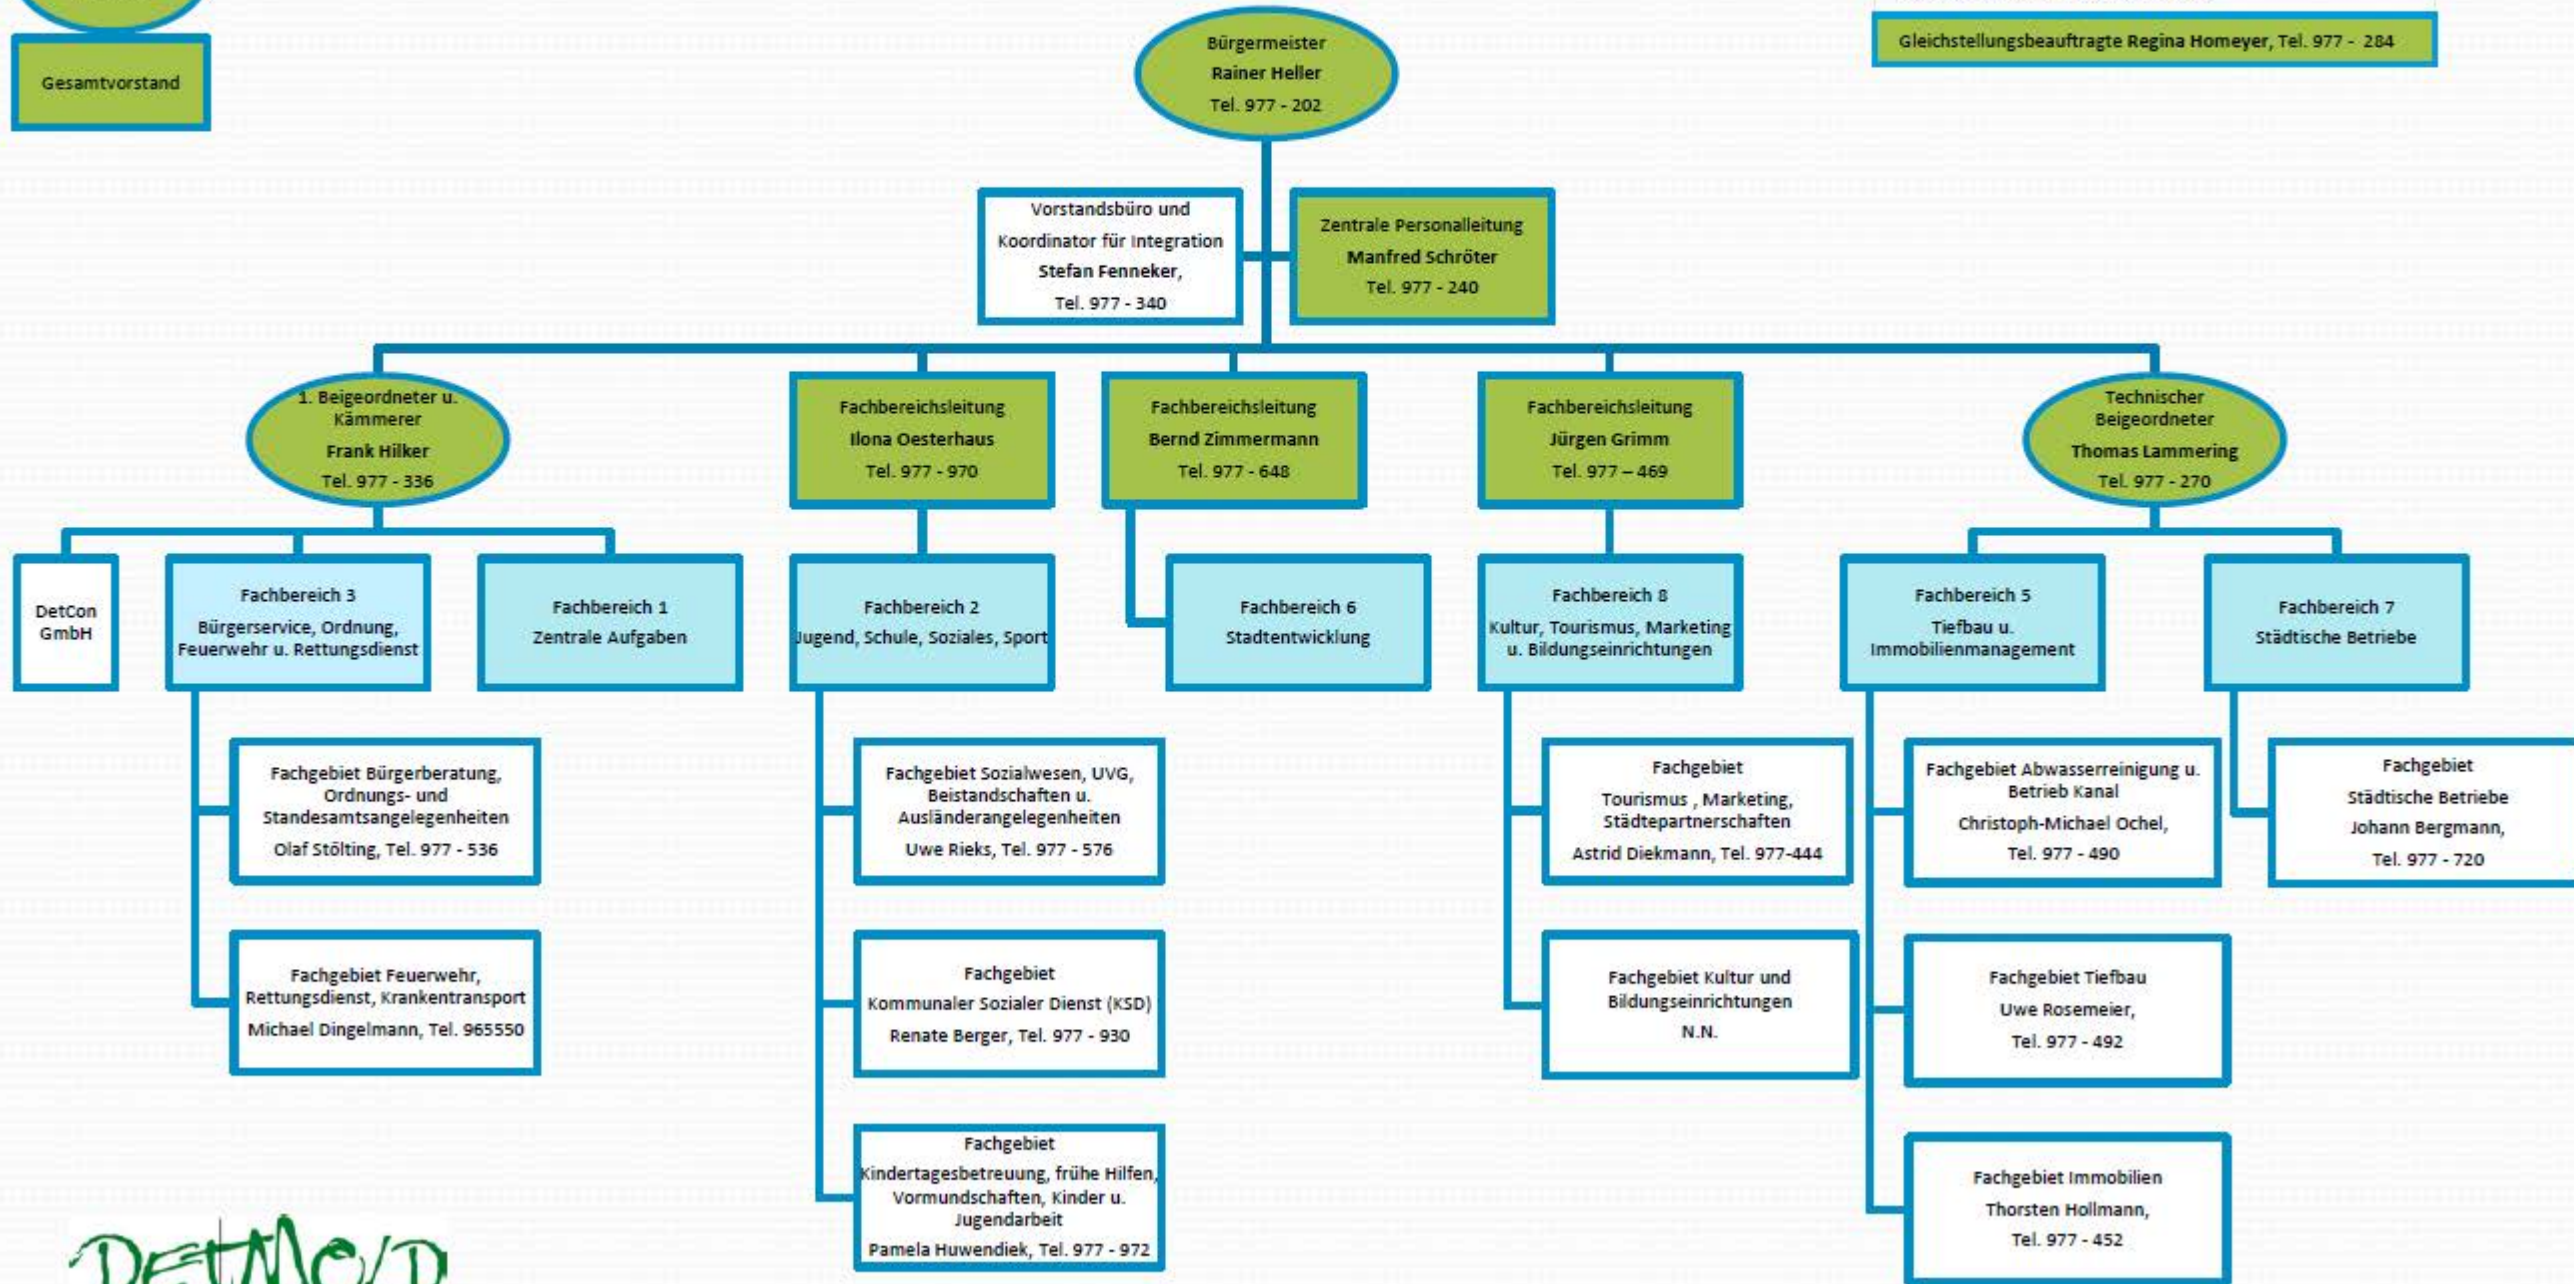 Gesamtvorstand
Bürgermeister
Rainer Heller
Tel. 977 - 202
Gleichstellungsbeauftragte Regina Homeyer, Tel. 977 - 284
Vorstandsbüro und
Koordinator für Integration
Stefan Fenneker,
Tel. 977 - 340
Zentrale Personalleitung
Manfred Schröter
Tel. 977 - 240
1. Beigeordneter u.
Kämmerer
Frank Hilker
Tel. 977 - 336
Fachbereichsleitung
Ilona Oesterhaus
Tel. 977 - 970
Fachbereichsleitung
Bernd Zimmermann
Tel. 977 - 648
Fachbereichsleitung
Jürgen Grimm
Tel. 977 – 469
Technischer
Beigeordneter
Thomas Lammering
Tel. 977 - 270
DetCon
GmbH
Fachbereich 3
Bürgerservice, Ordnung,
Feuerwehr u. Rettungsdienst
Fachbereich 1
Zentrale Aufgaben
Fachbereich 2
Jugend, Schule, Soziales, Sport
Fachbereich 6
Stadtentwicklung
Fachbereich 8
Kultur, Tourismus, Marketing
u. Bildungseinrichtungen
Fachbereich 5
Tiefbau u.
Immobilienmanagement
Fachbereich 7
Städtische Betriebe
Fachgebiet Bürgerberatung,
Ordnungs- und
Standesamtsangelegenheiten
Olaf Stölting, Tel. 977 - 536
Fachgebiet Sozialwesen, UVG,
Beistandschaften u.
Ausländerangelegenheiten
Uwe Rieks, Tel. 977 - 576
Fachgebiet
Tourismus , Marketing,
Städtepartnerschaften
Astrid Diekmann, Tel. 977-444
Fachgebiet Abwasserreinigung u.
Betrieb Kanal
Christoph-Michael Ochel,
Tel. 977 - 490
Fachgebiet
Städtische Betriebe
Johann Bergmann,
Tel. 977 - 720
Fachgebiet Feuerwehr,
Rettungsdienst, Krankentransport
Michael Dingelmann, Tel. 965550
Fachgebiet
Kommunaler Sozialer Dienst (KSD)
Renate Berger, Tel. 977 - 930
Fachgebiet Kultur und
Bildungseinrichtungen
N.N.
Fachgebiet Tiefbau
Uwe Rosemeier,
Tel. 977 - 492
Fachgebiet
Kindertagesbetreuung, frühe Hilfen,
Vormundschaften, Kinder u.
Jugendarbeit
Pamela Huwendiek, Tel. 977 - 972
Fachgebiet Immobilien
Thorsten Hollmann,
Tel. 977 - 452
DETMOLD